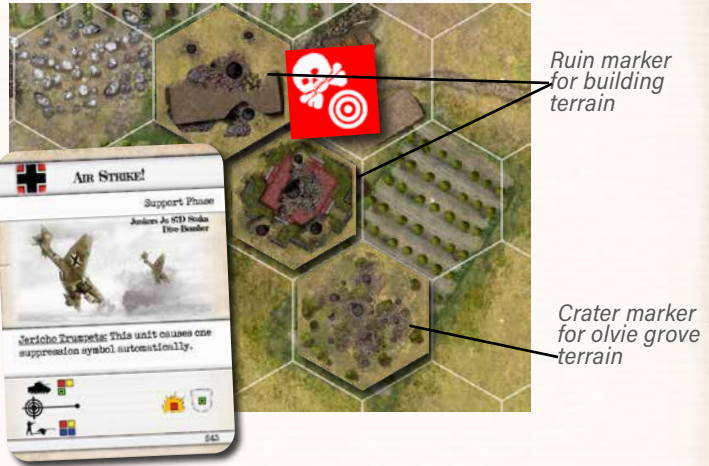 Ruin marker
for building
terrain
AIR STRIKE!
Support Phase
Junkers Ju 87D Stuka
Dive Bomber
Jericho Trumpets: This unit causes one
suppression symbol automatically.
Crater marker
for olvie grove
terrain